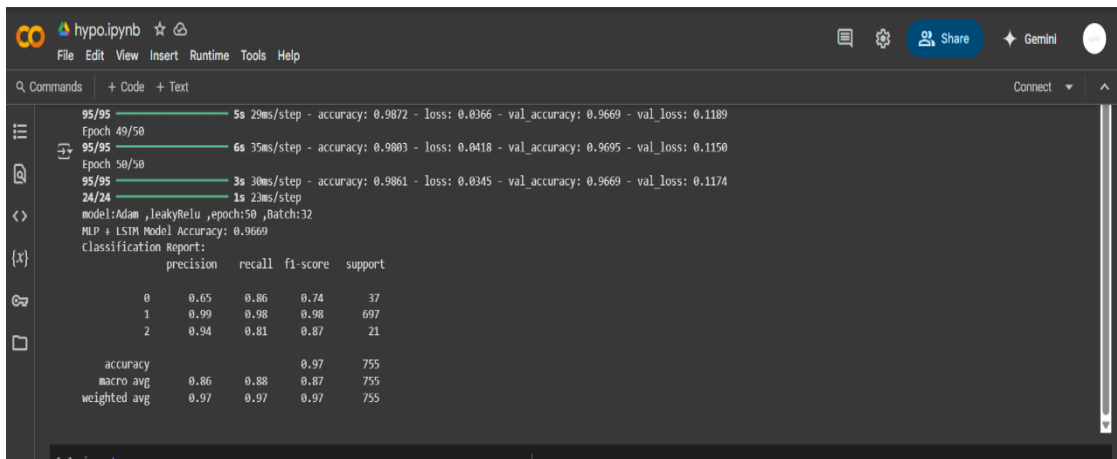 hypo.ipynb
File Edit View Insert Runtime Tools Help
Share
Gemini
Commands + Code + Text
Connect
95/95 5s 29ms/step - accuracy: 0.9872 - loss: 0.0366 - val_accuracy: 0.9669 - val_loss: 0.1189
Epoch 49/50
95/95 6s 35ms/step - accuracy: 0.9803 - loss: 0.0418 - val_accuracy: 0.9695 - val_loss: 0.1150
Epoch 50/50
95/95 3s 30ms/step - accuracy: 0.9861 - loss: 0.0345 - val_accuracy: 0.9669 - val_loss: 0.1174
24/24 1s 23ms/step
model:Adam ,leakyRelu ,epoch:50 ,Batch:32
MLP + LSTM Model Accuracy: 0.9669
Classification Report:
precision recall f1-score support
0 0.65 0.86 0.74 37
1 0.99 0.98 0.98 697
2 0.94 0.81 0.87 21
accuracy 0.97 755
macro avg 0.86 0.88 0.87 755
weighted avg 0.97 0.97 0.97 755